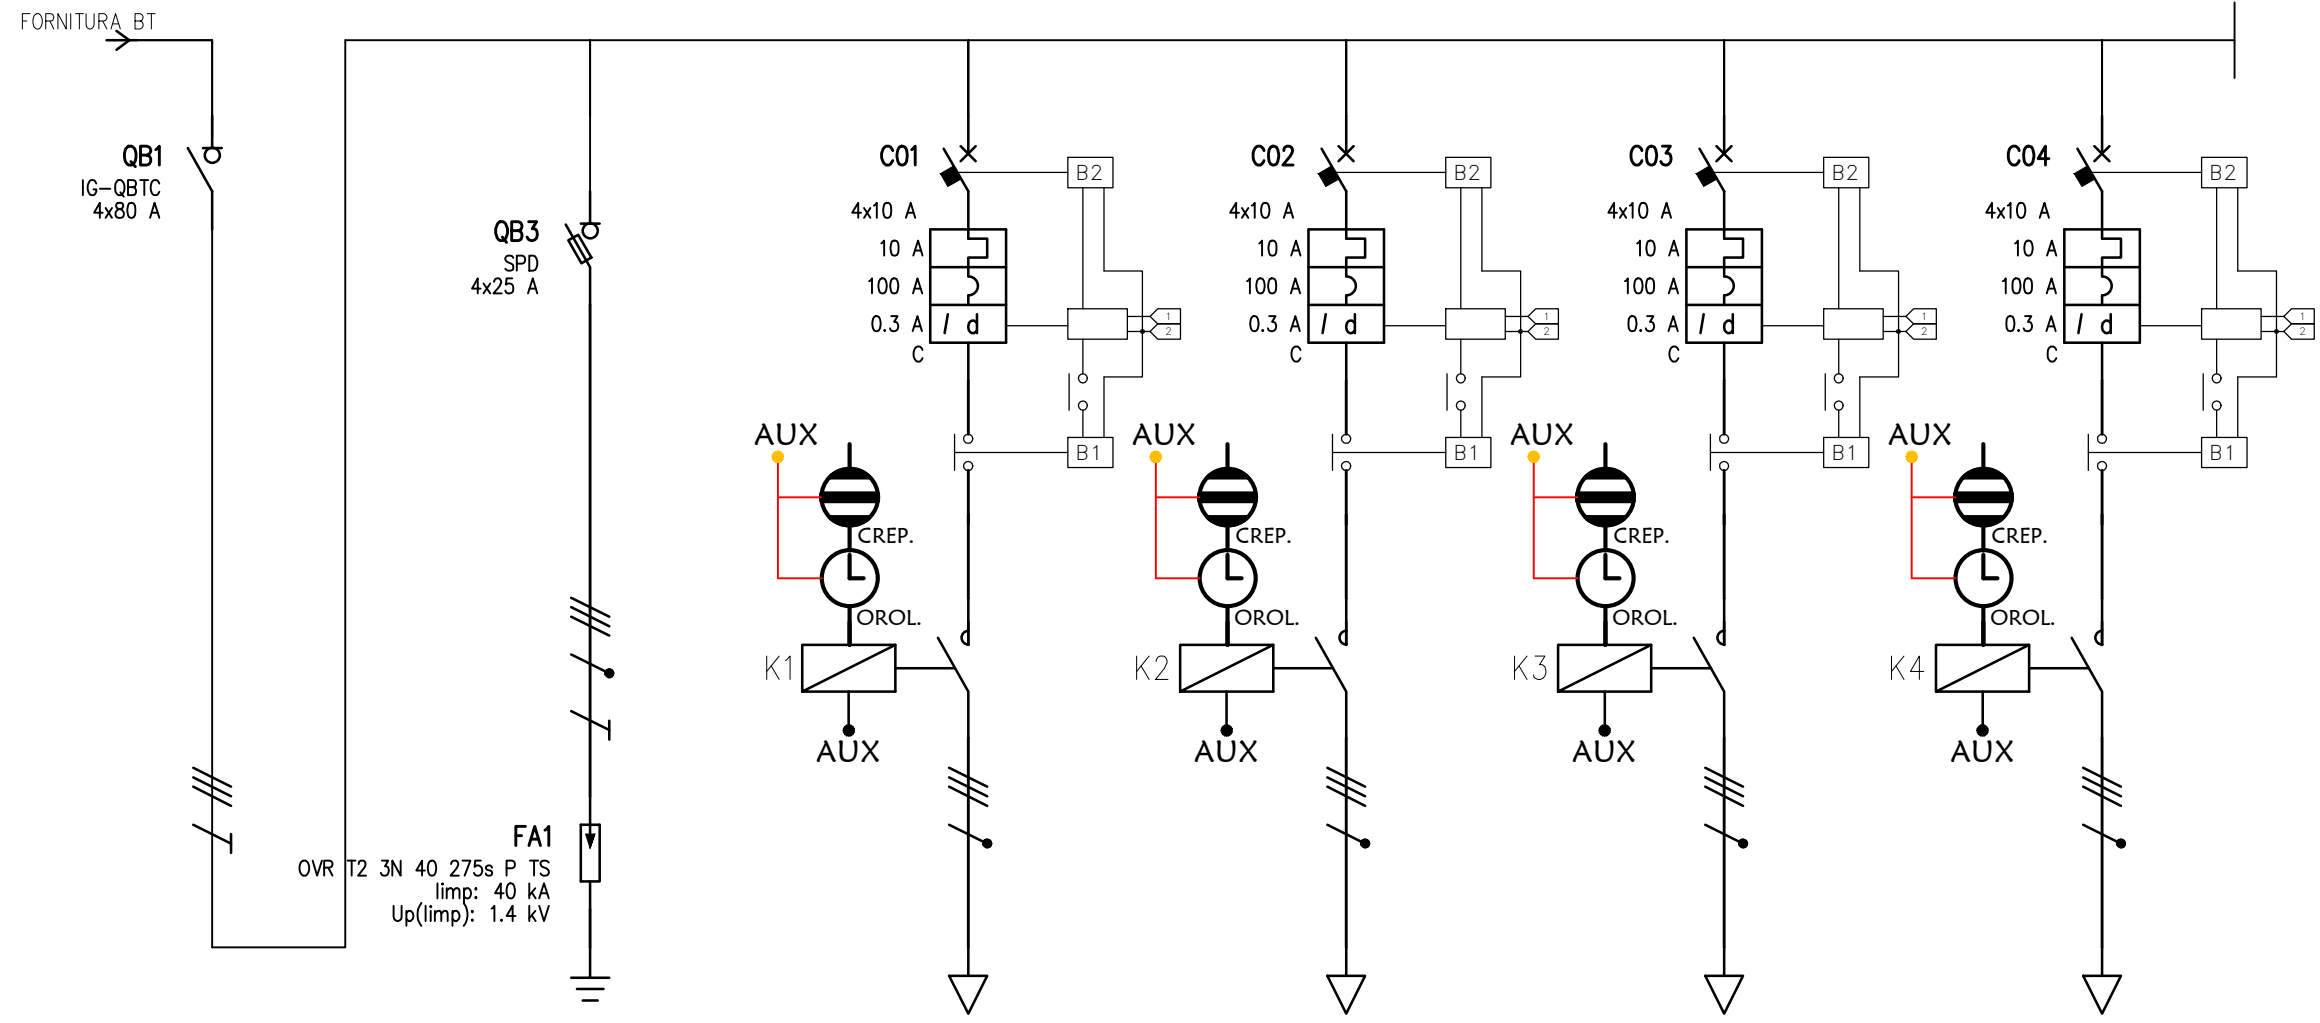 FORNITURA BT
QB1
IG-QBTC
4x80 A
QB3
SPD
4x25 A
FA1
OVR T2 3N 40 275s P TS
Iimp: 40 kA
Up(Iimp): 1.4 kV
C01
4x10 A
10 A
100 A
0.3 A
I d
C
B2
1
2
B1
AUX
CREP.
OROL.
K1
AUX
C02
4x10 A
10 A
100 A
0.3 A
I d
C
B2
1
2
B1
AUX
CREP.
OROL.
K2
AUX
C03
4x10 A
10 A
100 A
0.3 A
I d
C
B2
1
2
B1
AUX
CREP.
OROL.
K3
AUX
C04
4x10 A
10 A
100 A
0.3 A
I d
C
B2
1
2
B1
AUX
CREP.
OROL.
K4
AUX